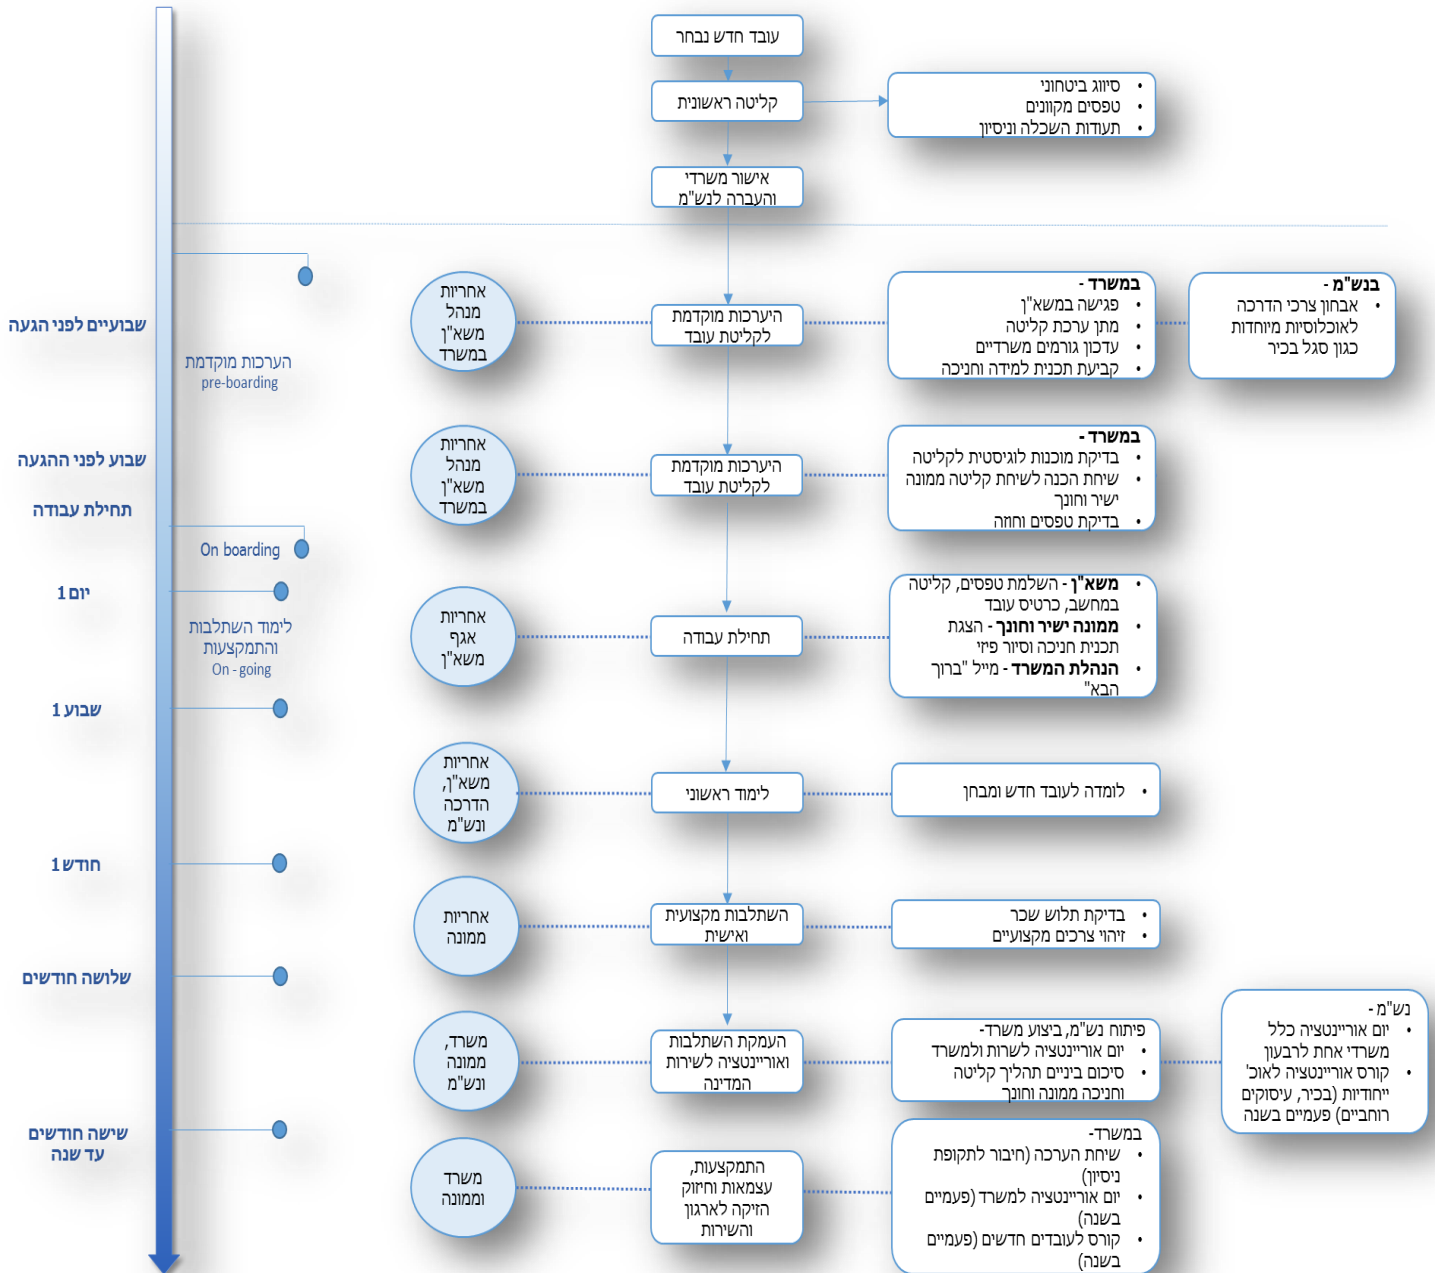 עובד חדש נבחר
קליטה ראשונית
• סיווג ביטחוני
• טפסים מקוונים
• תעודות השכלה וניסיון
אישור משרדי
והעברה לנש"מ
שבועיים לפני הגעה
הערכות מוקדמת
pre-boarding
אחריות
מנהל
משא"ן
במשרד
היערכות מוקדמת
לקליטת עובד
במשרד -
• פגישה במשא"ן
• מתן ערכת קליטה
• עדכון גורמים משרדיים
• קביעת תכנית למידה וחניכה
בנש"מ -
• אבחון צרכי הדרכה
לאוכלוסיות מיוחדות
כגון סגל בכיר
שבוע לפני ההגעה
אחריות
מנהל
משא"ן
במשרד
היערכות מוקדמת
לקליטת עובד
במשרד -
• בדיקת מוכנות לוגיסטית לקליטה
• שיחת הכנה לשיחת קליטה ממונה
ישיר וחונך
• בדיקת טפסים וחוזה
תחילת עבודה
On boarding
יום 1
לימוד השתלבות
והתמקצעות
On - going
אחריות
אגף
משא"ן
תחילת עבודה
• משא"ן - השלמת טפסים, קליטה
במחשב, כרטיס עובד
• ממונה ישיר וחונך - הצגת
תכנית חניכה וסיור פיזי
• הנהלת המשרד - מייל "ברוך
הבא"
שבוע 1
אחריות
משא"ן,
הדרכה
ונש"מ
לימוד ראשוני
• לומדה לעובד חדש ומבחן
חודש 1
אחריות
ממונה
השתלבות מקצועית
ואישית
• בדיקת תלוש שכר
• זיהוי צרכים מקצועיים
שלושה חודשים
משרד,
ממונה
ונש"מ
העמקת השתלבות
ואוריינטציה לשירות
המדינה
פיתוח נש"מ, ביצוע משרד-
• יום אוריינטציה לשרות ולמשרד
• סיכום ביניים תהליך קליטה
וחניכה ממונה וחונך
נש"מ -
• יום אוריינטציה כלל
משרדי אחת לרבעון
• קורס אוריינטציה לאוכ'
ייחודיות (בכיר, עיסוקים
רוחביים) פעמיים בשנה
שישה חודשים
עד שנה
משרד
וממונה
התמקצעות,
עצמאות וחיזוק
הזיקה לארגון
והשירות
במשרד-
• שיחת הערכה (חיבור לתקופת
ניסיון)
• יום אוריינטציה למשרד (פעמיים
בשנה)
• קורס לעובדים חדשים (פעמיים
בשנה)